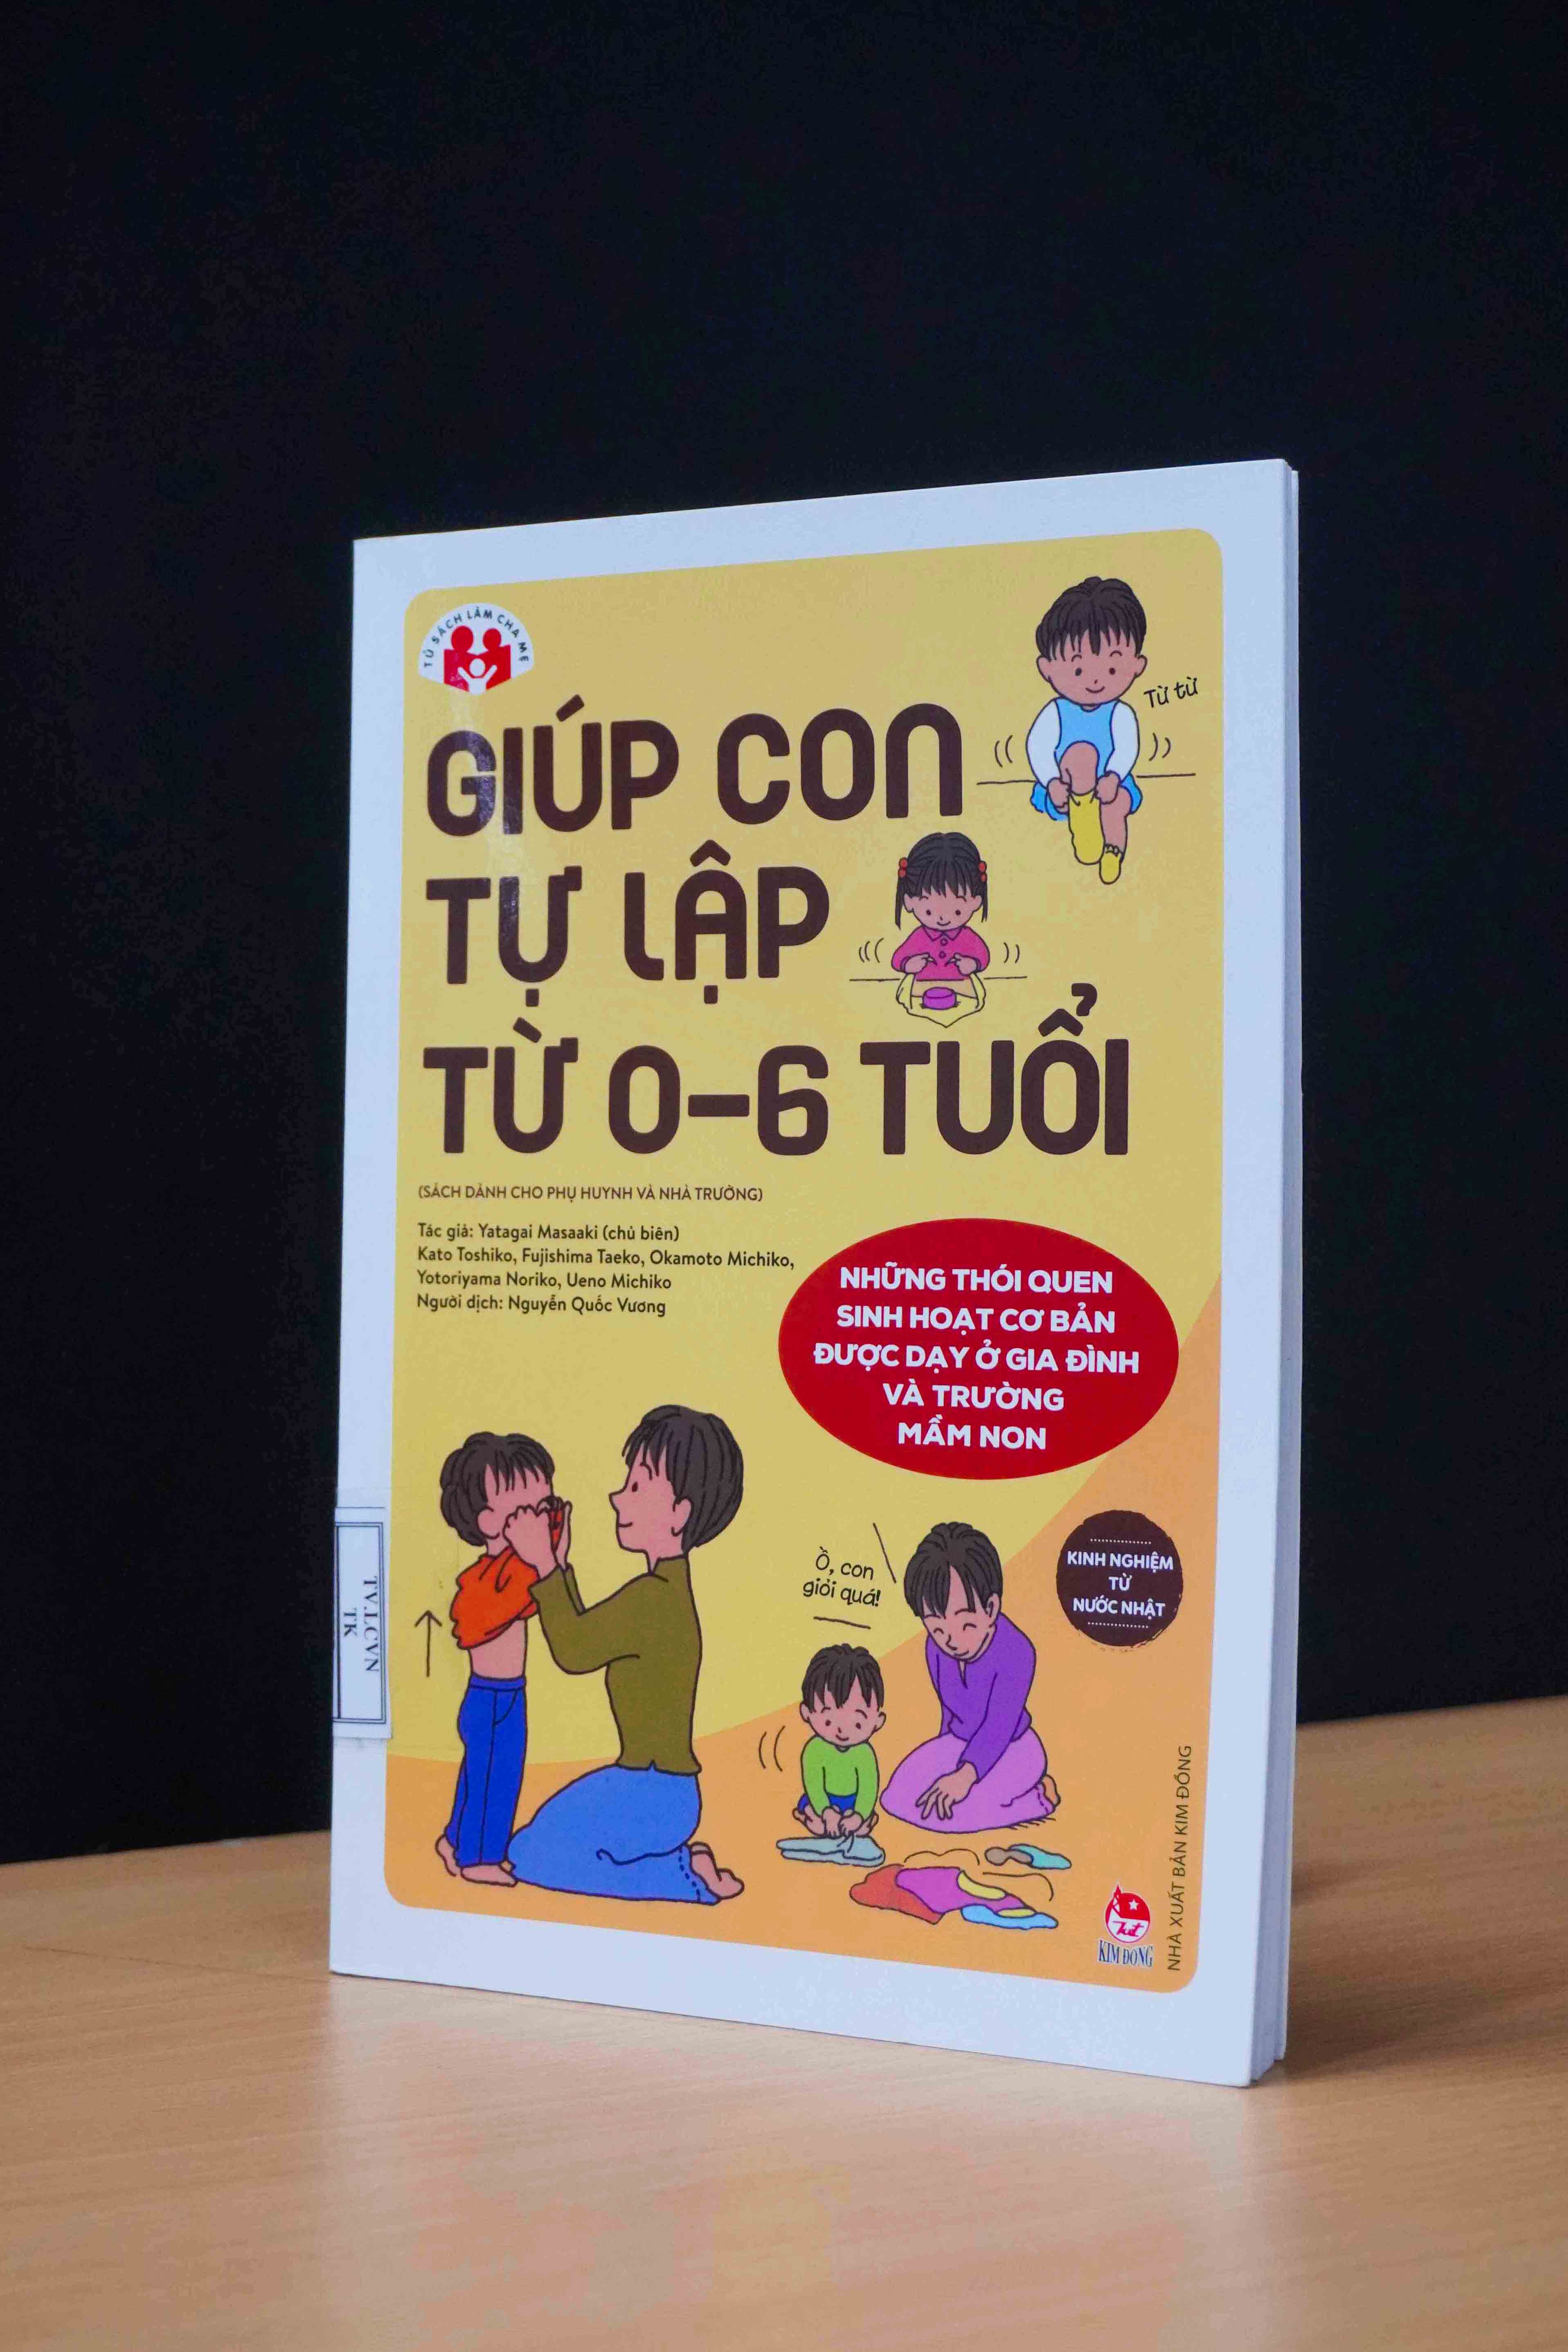 TỦ SÁCH LÀM CHA MẸ
Từ từ
GIÚP CON
TỰ LẬP
TỪ 0-6 TUỔI
(SÁCH DÀNH CHO PHỤ HUYNH VÀ NHÀ TRƯỜNG)
Tác giả: Yatagai Masaaki (chủ biên)
Kato Toshiko, Fujishima Taeko, Okamoto Michiko,
Yotoriyama Noriko, Ueno Michiko
Người dịch: Nguyễn Quốc Vương
NHỮNG THÓI QUEN
SINH HOẠT CƠ BẢN
ĐƯỢC DẠY Ở GIA ĐÌNH
VÀ TRƯỜNG
MẦM NON
KINH NGHIỆM
TỪ
NƯỚC NHẬT
Ồ, con
giỏi quá!
TV.LCVN
TK
KIM ĐỒNG
NHÀ XUẤT BẢN KIM ĐỒNG